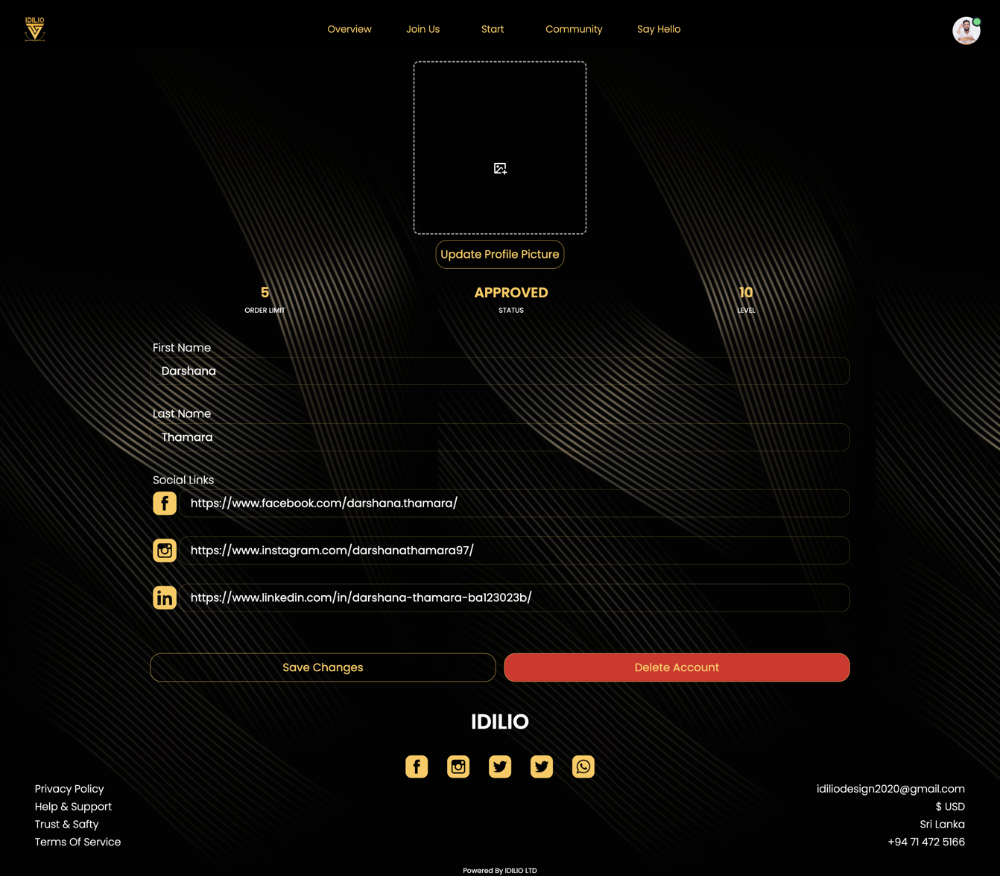 IDILIO
Overview Join Us Start Community Say Hello
Update Profile Picture
5 APPROVED 10
ORDER LIMIT STATUS LEVEL
First Name
Darshana
Last Name
Thamara
Social Links
https://www.facebook.com/darshana.thamara/
https://www.instagram.com/darshanathamara97/
https://www.linkedin.com/in/darshana-thamara-ba123023b/
Save Changes Delete Account
IDILIO
Privacy Policy idiliodesign2020@gmail.com
Help & Support $ USD
Trust & Safty Sri Lanka
Terms Of Service +94 71 472 5166
Powered By IDILIO LTD